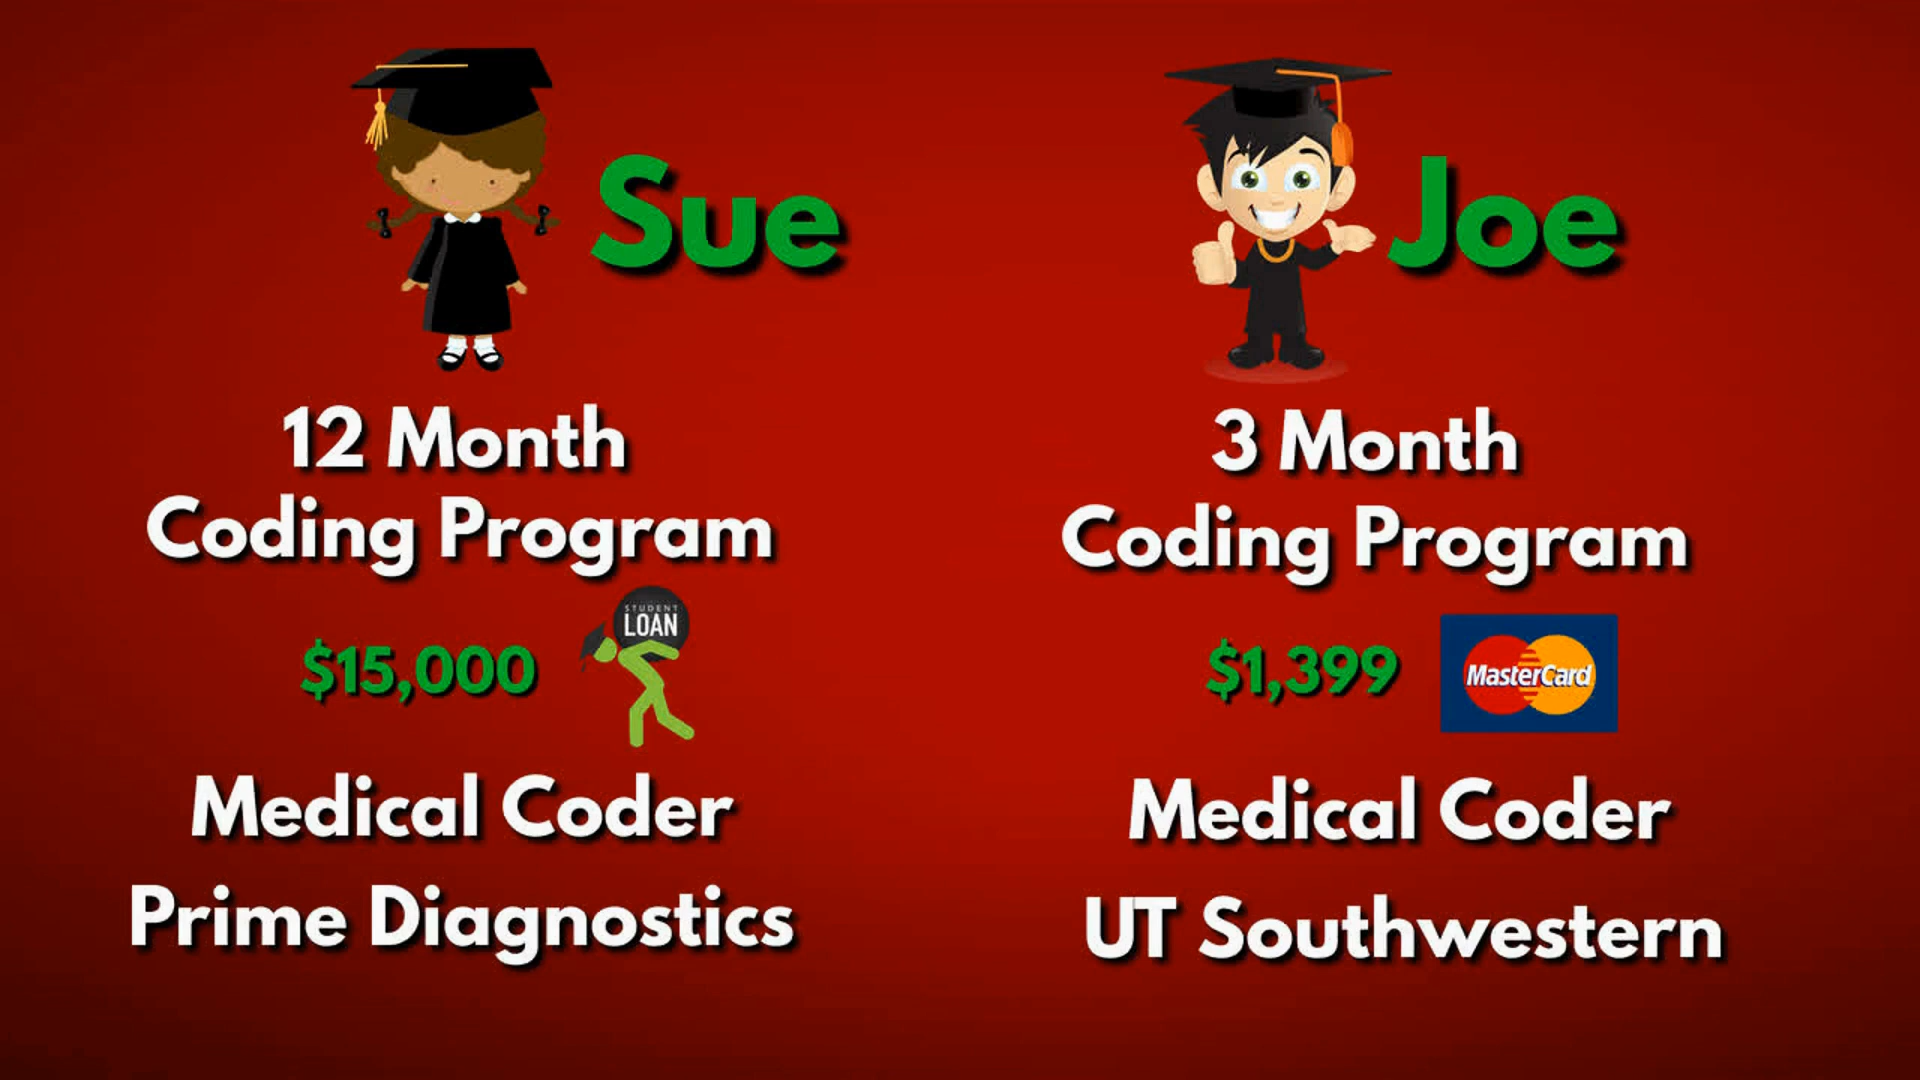 Sue
12 Month
Coding Program
$15,000
STUDENT
LOAN
Medical Coder
Prime Diagnostics
Joe
3 Month
Coding Program
$1,399
MasterCard
Medical Coder
UT Southwestern